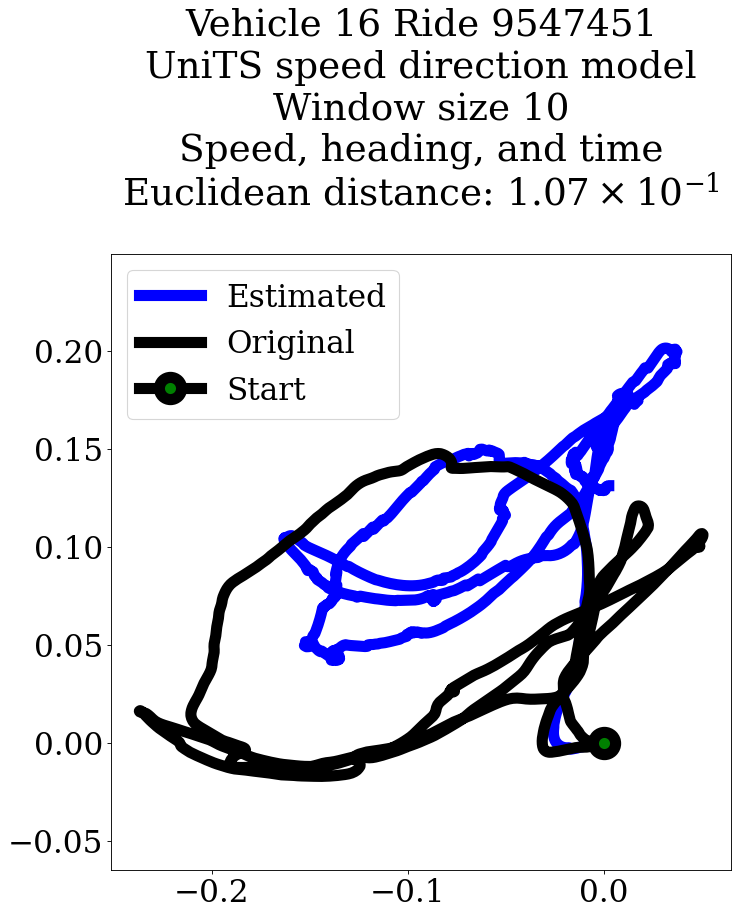 Vehicle 16 Ride 9547451
UniTS speed direction model
Window size 10
Speed, heading, and time
Euclidean distance: 1.07 × 10⁻¹
Estimated
Original
Start
0.20
0.15
0.10
0.05
0.00
−0.05
−0.2
−0.1
0.0